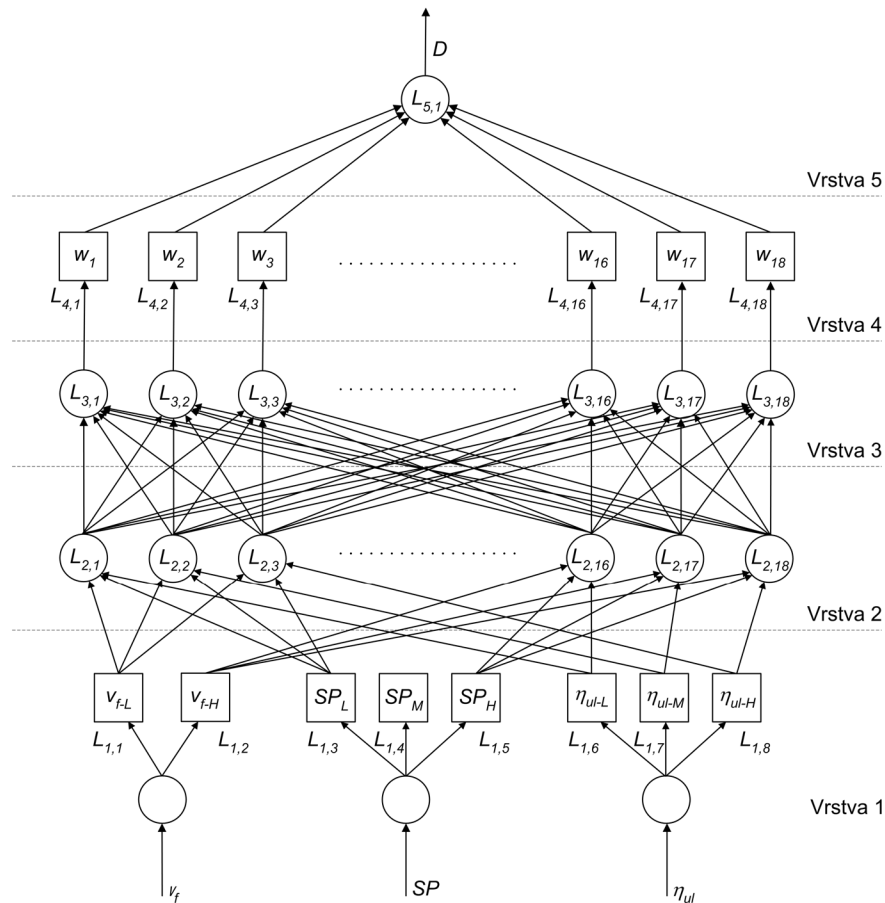 D
L5,1
Vrstva 5
w1 w2 w3 .................... w16 w17 w18
L4,1 L4,2 L4,3 L4,16 L4,17 L4,18
Vrstva 4
L3,1 L3,2 L3,3 .................... L3,16 L3,17 L3,18
Vrstva 3
L2,1 L2,2 L2,3 .................... L2,16 L2,17 L2,18
Vrstva 2
vf-L vf-H SPL SPM SPH ηul-L ηul-M ηul-H
L1,1 L1,2 L1,3 L1,4 L1,5 L1,6 L1,7 L1,8
Vrstva 1
vf SP ηul